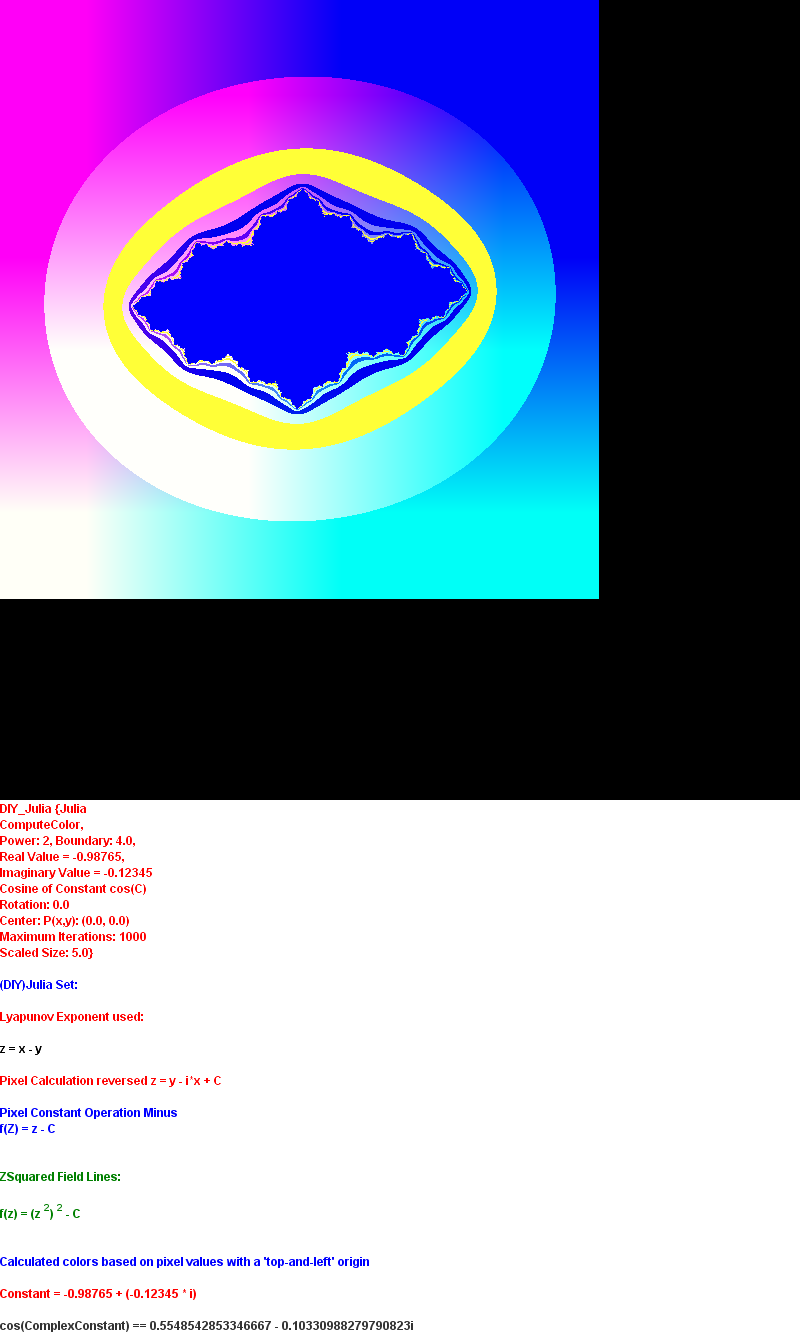 DIY_Julia {Julia
ComputeColor,
Power: 2, Boundary: 4.0,
Real Value = -0.98765,
Imaginary Value = -0.12345
Cosine of Constant cos(C)
Rotation: 0.0
Center: P(x,y): (0.0, 0.0)
Maximum Iterations: 1000
Scaled Size: 5.0}
(DIY)Julia Set:
Lyapunov Exponent used:
z = x - y
Pixel Calculation reversed z = y - i*x + C
Pixel Constant Operation Minus
f(Z) = z - C
ZSquared Field Lines:
f(z) = (z 2) 2 - C
Calculated colors based on pixel values with a 'top-and-left' origin
Constant = -0.98765 + (-0.12345 * i)
cos(ComplexConstant) == 0.5548542853346667 - 0.10330988279790823i